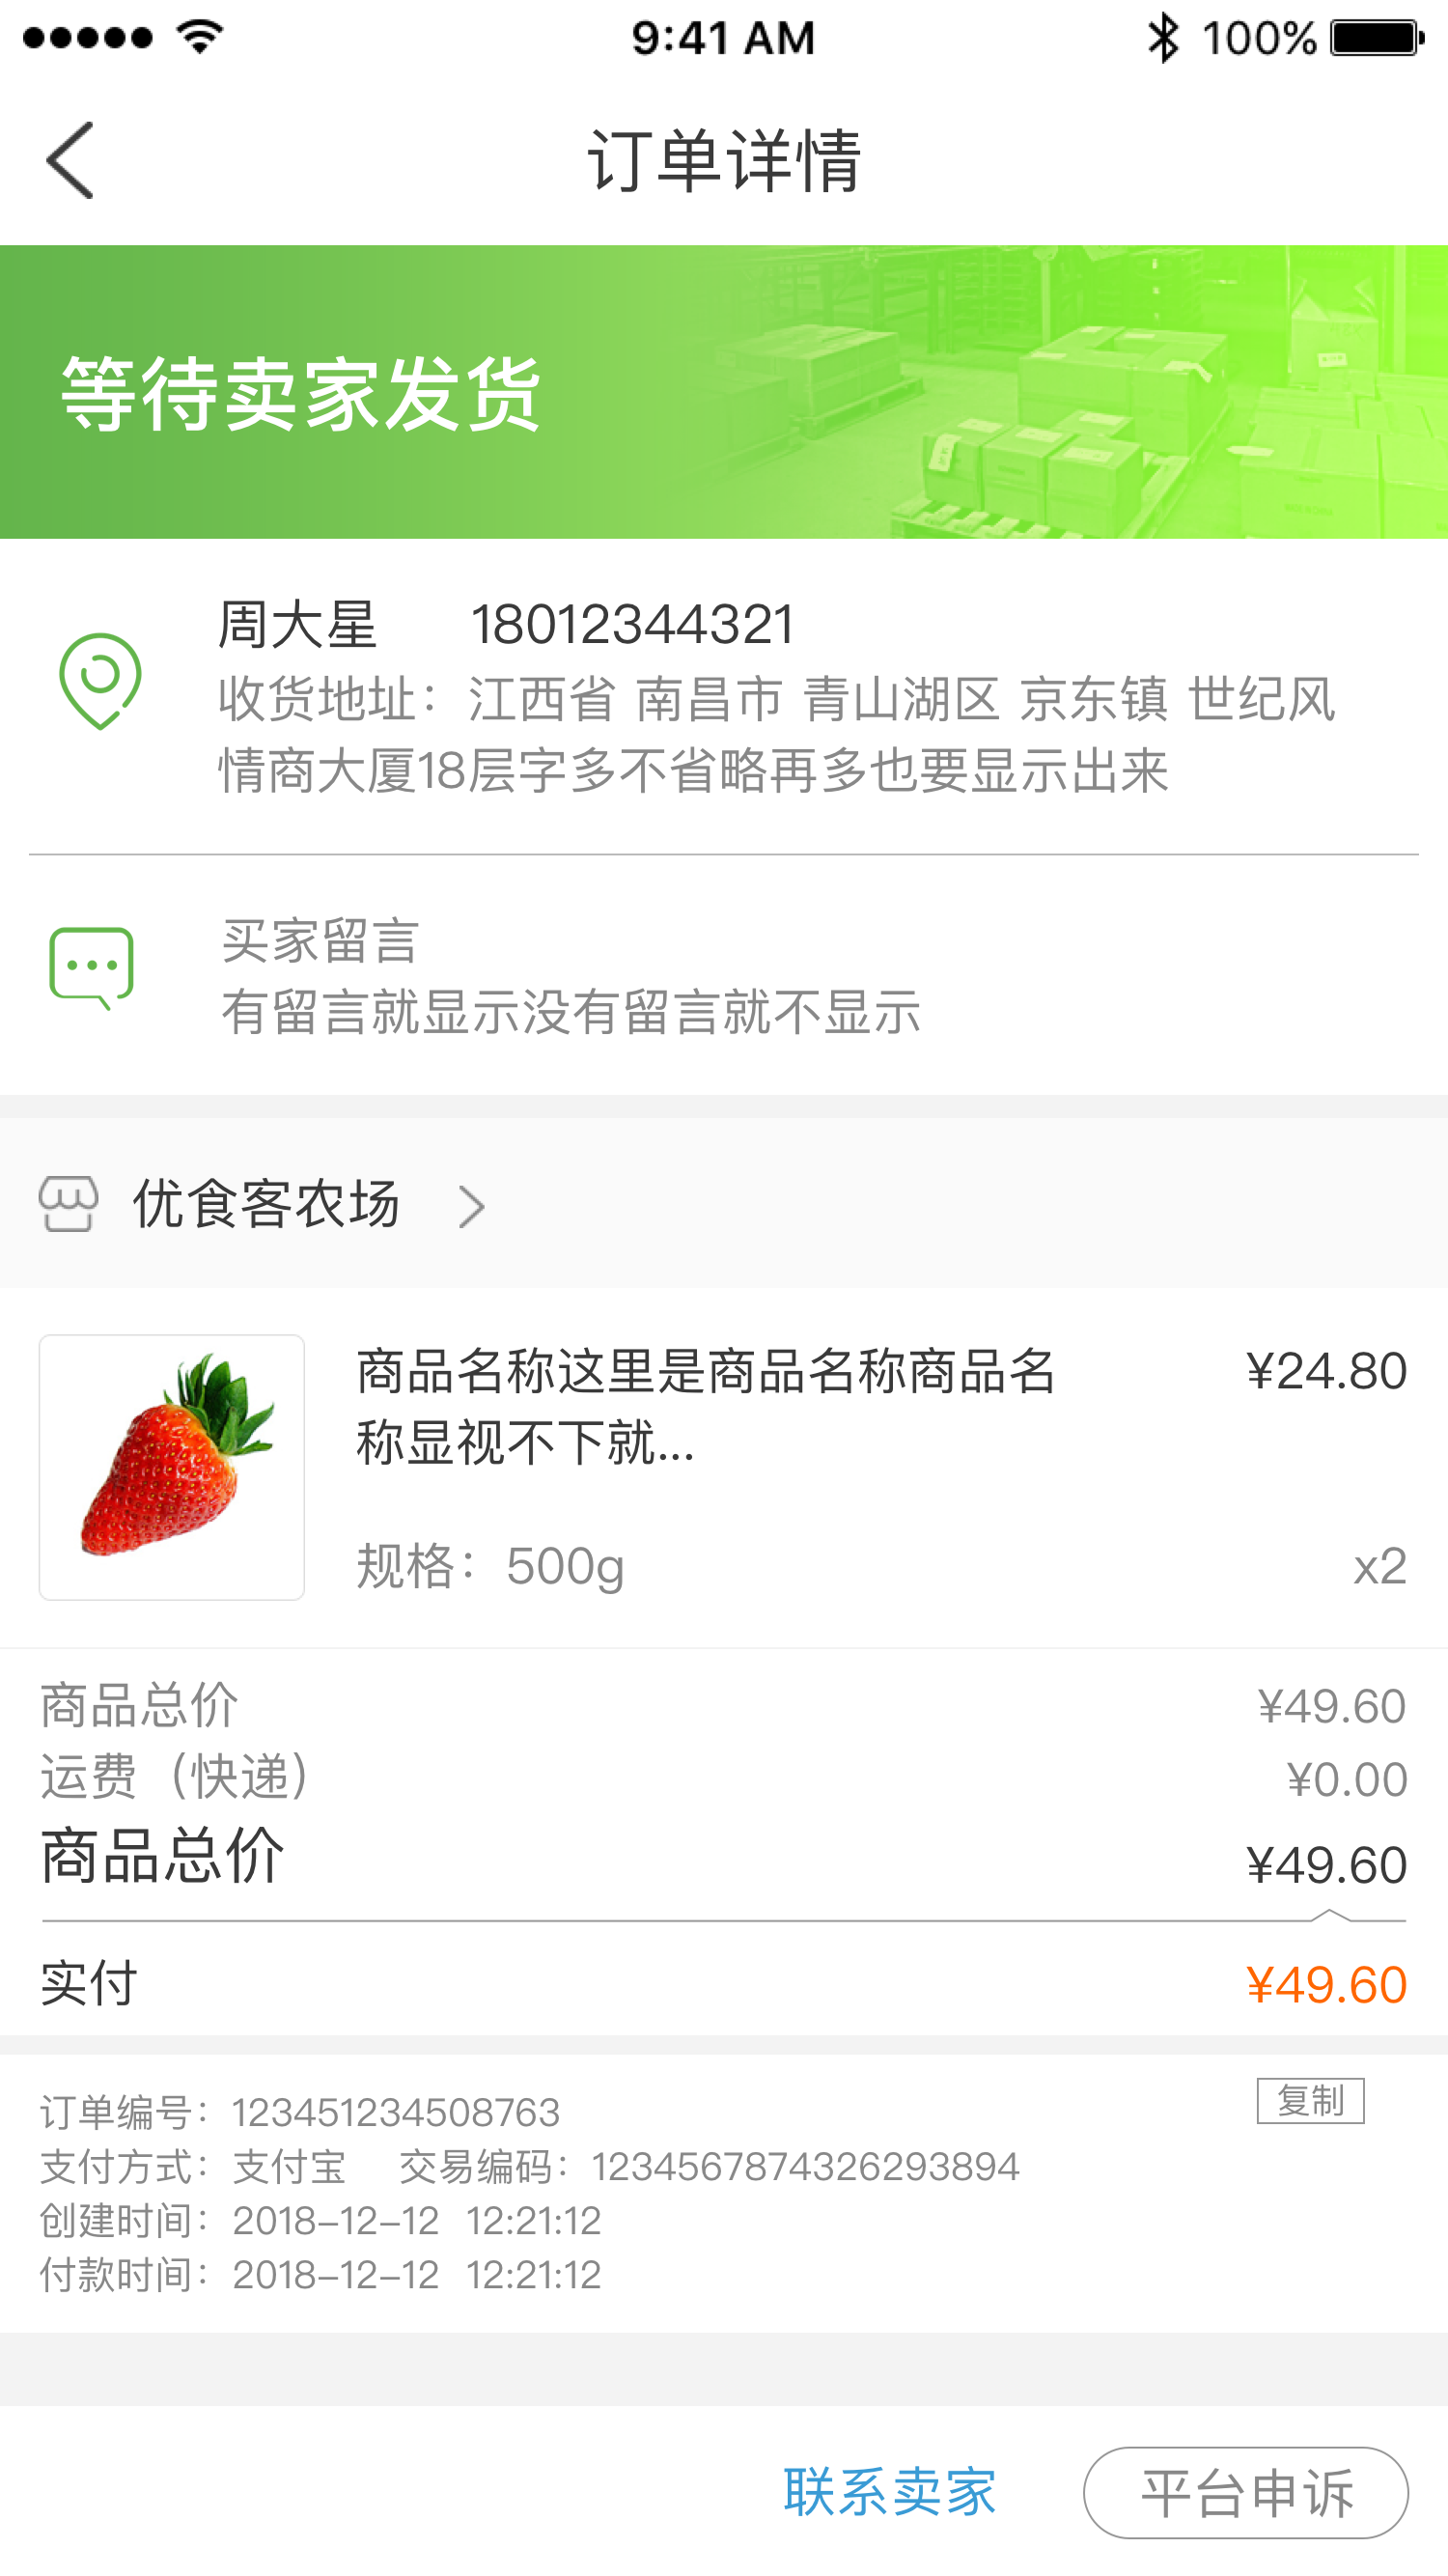 9:41 AM
100%
订单详情
等待卖家发货
周大星 18012344321
收货地址：江西省 南昌市 青山湖区 京东镇 世纪风
情商大厦18层字多不省略再多也要显示出来
买家留言
有留言就显示没有留言就不显示
优食客农场
商品名称这里是商品名称商品名 ¥24.80
称显视不下就...
规格：500g x2
商品总价 ¥49.60
运费（快递） ¥0.00
商品总价 ¥49.60
实付 ¥49.60
订单编号：123451234508763 复制
支付方式：支付宝 交易编码：1234567874326293894
创建时间：2018-12-12 12:21:12
付款时间：2018-12-12 12:21:12
联系卖家 平台申诉